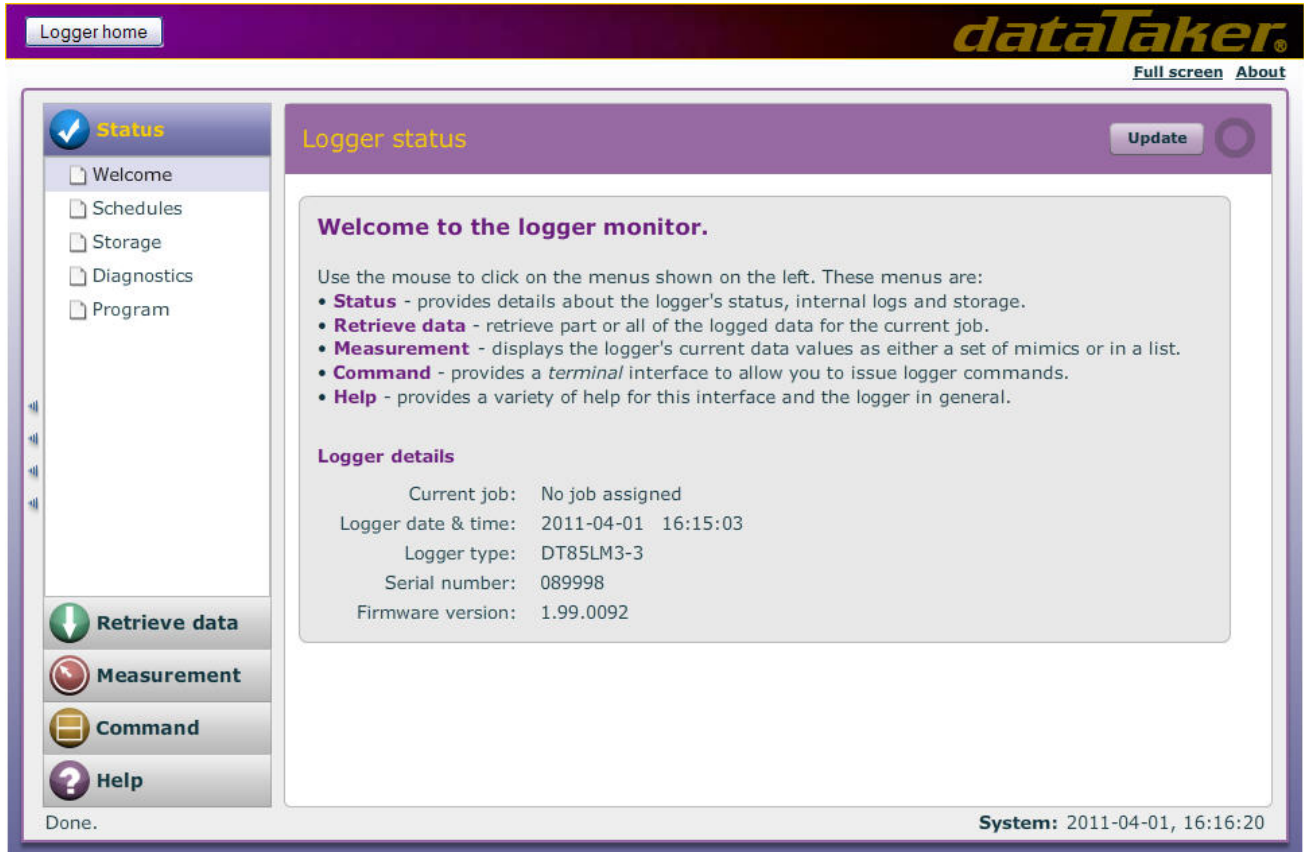 Logger home
dataTaker®
Full screen About
Status
Welcome
Schedules
Storage
Diagnostics
Program
Retrieve data
Measurement
Command
Help
Logger status
Update
Welcome to the logger monitor.
Use the mouse to click on the menus shown on the left. These menus are:
• Status - provides details about the logger's status, internal logs and storage.
• Retrieve data - retrieve part or all of the logged data for the current job.
• Measurement - displays the logger's current data values as either a set of mimics or in a list.
• Command - provides a terminal interface to allow you to issue logger commands.
• Help - provides a variety of help for this interface and the logger in general.
Logger details
Current job: No job assigned
Logger date & time: 2011-04-01 16:15:03
Logger type: DT85LM3-3
Serial number: 089998
Firmware version: 1.99.0092
Done.
System: 2011-04-01, 16:16:20